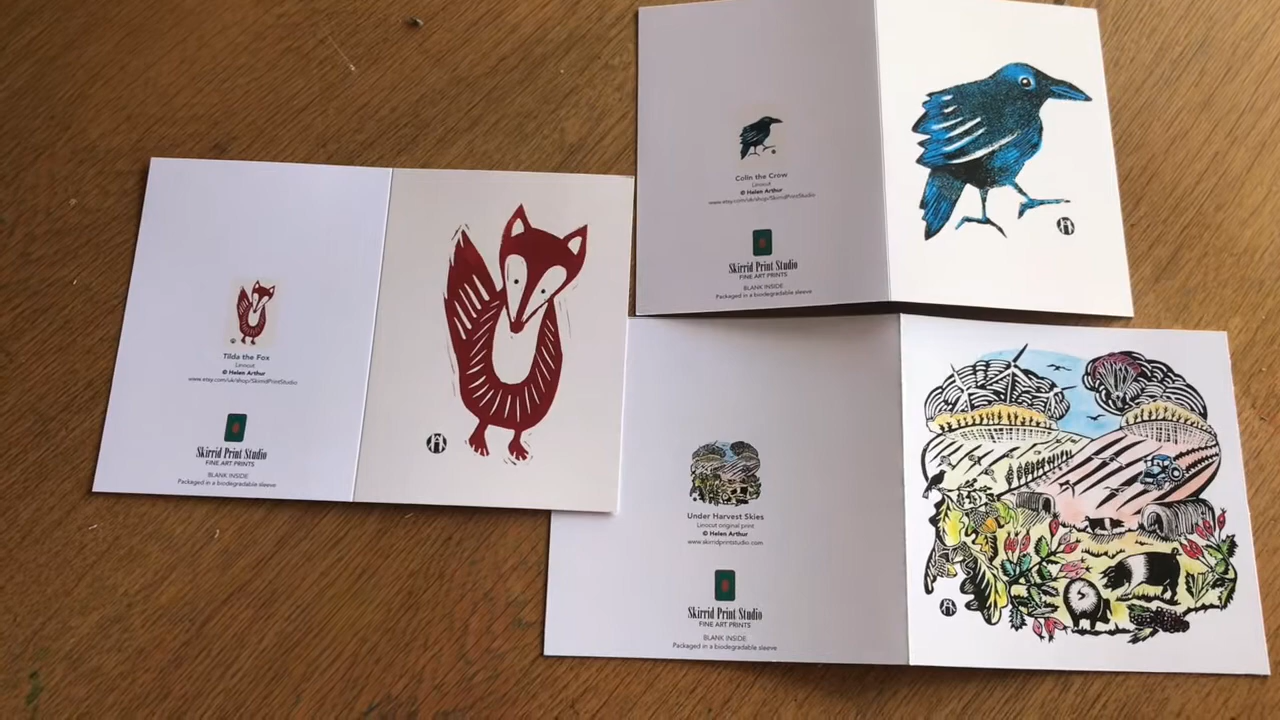 Tilda the Fox
Linocut
© Helen Arthur
www.etsy.com/uk/shop/SkirridPrintStudio
Skirrid Print Studio
FINE ART PRINTS
BLANK INSIDE
Packaged in a biodegradable sleeve
Colin the Crow
Linocut
© Helen Arthur
www.etsy.com/uk/shop/SkirridPrintStudio
Skirrid Print Studio
FINE ART PRINTS
BLANK INSIDE
Packaged in a biodegradable sleeve
Under Harvest Skies
Linocut original print
© Helen Arthur
www.skirridprintstudio.com
Skirrid Print Studio
FINE ART PRINTS
BLANK INSIDE
Packaged in a biodegradable sleeve